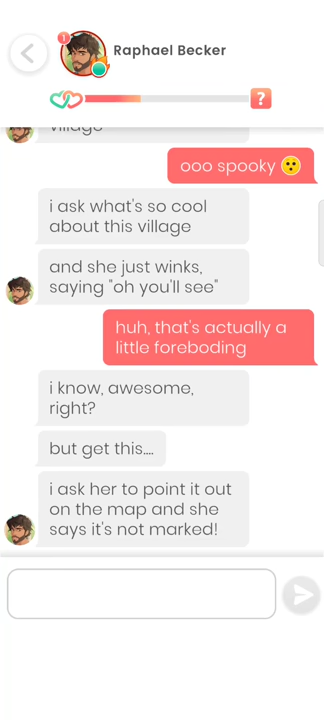 1
Raphael Becker
?
village
ooo spooky 😯
i ask what's so cool
about this village
and she just winks,
saying "oh you'll see"
huh, that's actually a
little foreboding
i know, awesome,
right?
but get this....
i ask her to point it out
on the map and she
says it's not marked!